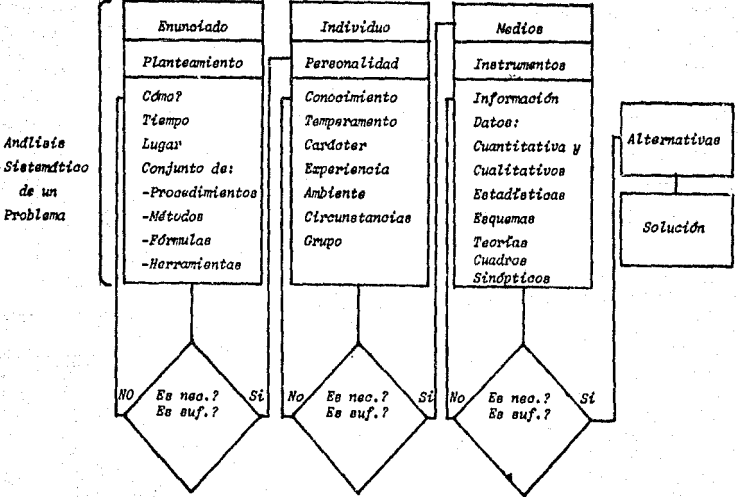 Análisis
Sistemático
de un
Problema
Enunciado
Planteamiento
Cómo?
Tiempo
Lugar
Conjunto de:
-Procedimientos
-Métodos
-Fórmulas
-Herramientas
NO
Es nec.?
Es suf.?
Si
Individuo
Personalidad
Conocimiento
Temperamento
Carácter
Experiencia
Ambiente
Circunstancias
Grupo
No
Es nec.?
Es suf.?
Si
Medios
Instrumentos
Información
Datos:
Cuantitativa y
Cualitativos
Estadísticas
Esquemas
Teorías
Cuadros
Sinópticos
No
Es nec.?
Es suf.?
Si
Alternativas
Solución